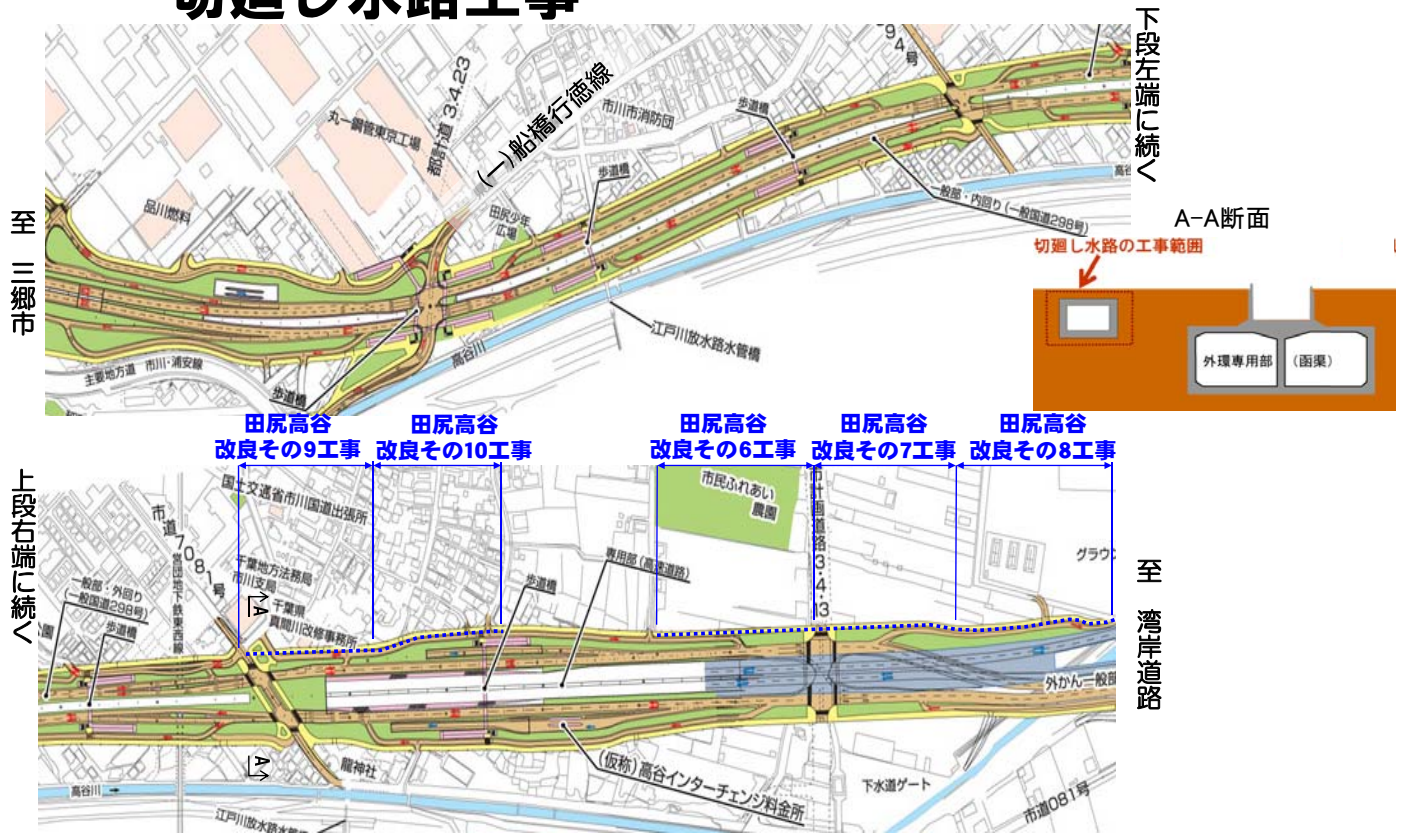 切廻し水路工事
下段左端に続く
94号
都計道 3.4.23
(一)船橋行徳線
丸一鋼管東京工場
市川市消防団
歩道橋
歩道橋
品川燃料
田尻少年
広場
一般部・内回り(一般国道298号)
至 三郷市
江戸川放水路水管橋
高谷川
主要地方道 市川・浦安線
歩道橋
A-A断面
切廻し水路の工事範囲
外環専用部
(函渠)
田尻高谷
改良その9工事
田尻高谷
改良その10工事
田尻高谷
改良その6工事
田尻高谷
改良その7工事
田尻高谷
改良その8工事
上段右端に続く
国土交通省市川国道出張所
市道7081号
営団地下鉄東西線
千葉地方法務局
市川支局
千葉県
真間川改修事務所
A
一般部・外回り
(一般国道298号)
歩道橋
歩道橋
専用部(高速道路)
市民ふれあい
農園
市計画道路3・4・13
グラウン
至 湾岸道路
外かん一般部
A
龍神社
高谷川
(仮称)高谷インターチェンジ料金所
下水道ゲート
市道081号
江戸川放水路水管